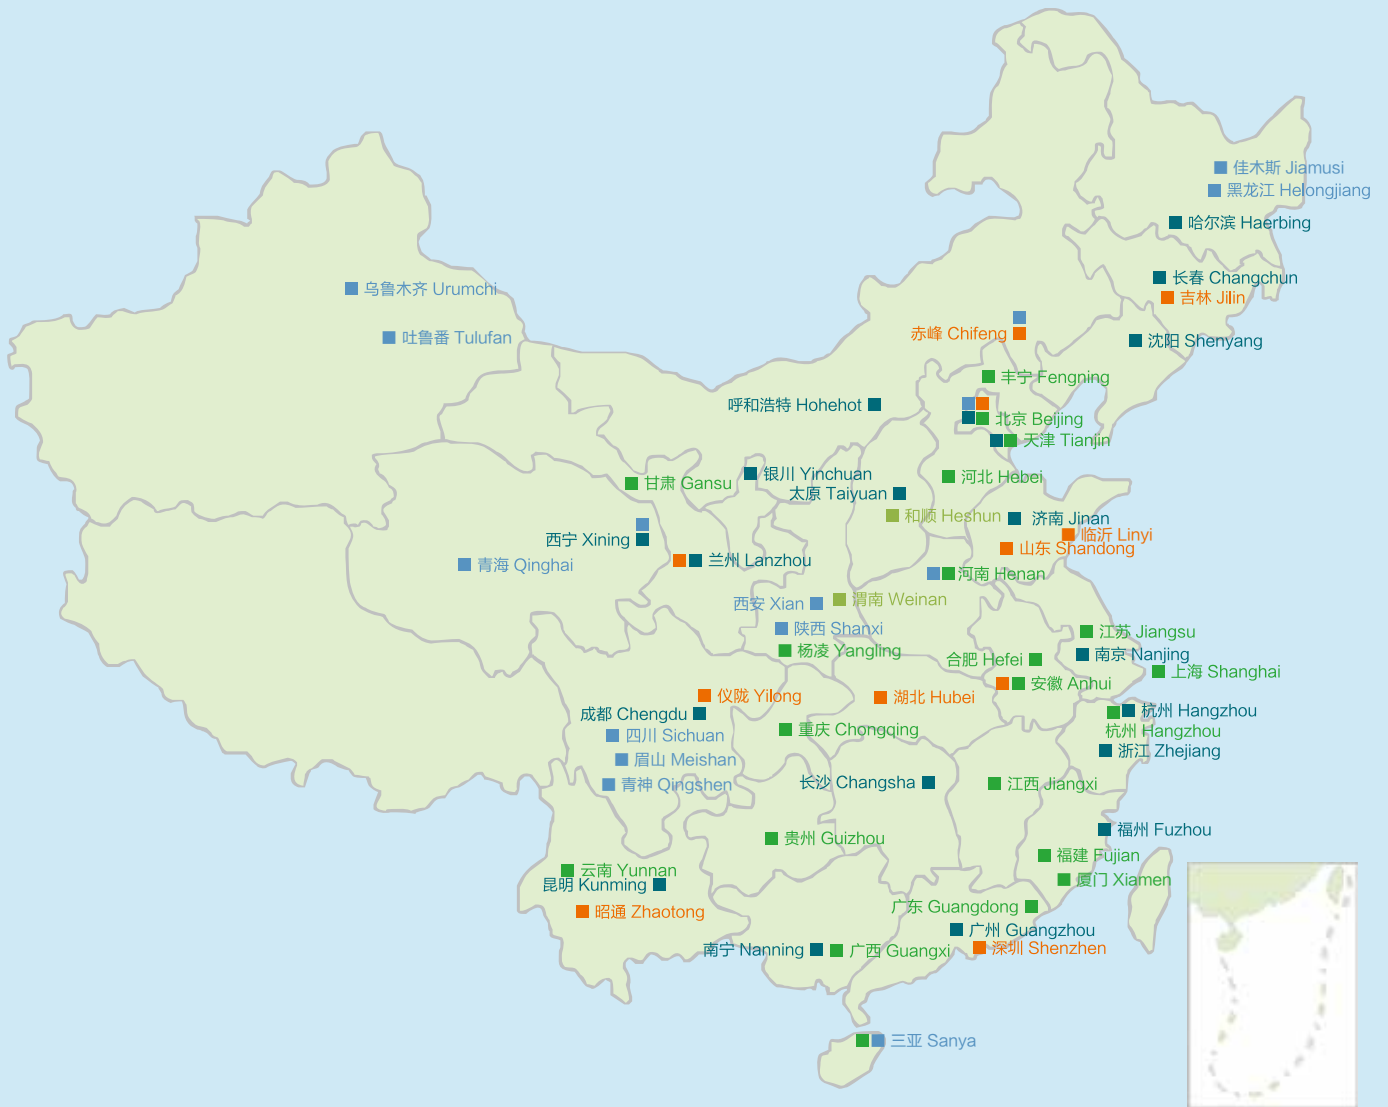 佳木斯 Jiamusi
黑龙江 Helongjiang
哈尔滨 Haerbing
长春 Changchun
乌鲁木齐 Urumchi
吉林 Jilin
赤峰 Chifeng
吐鲁番 Tulufan
沈阳 Shenyang
丰宁 Fengning
呼和浩特 Hohehot
北京 Beijing
天津 Tianjin
银川 Yinchuan
河北 Hebei
甘肃 Gansu
太原 Taiyuan
和顺 Heshun
济南 Jinan
临沂 Linyi
西宁 Xining
山东 Shandong
兰州 Lanzhou
青海 Qinghai
河南 Henan
西安 Xian
渭南 Weinan
陕西 Shanxi
江苏 Jiangsu
杨凌 Yangling
南京 Nanjing
合肥 Hefei
上海 Shanghai
安徽 Anhui
仪陇 Yilong
湖北 Hubei
杭州 Hangzhou
成都 Chengdu
重庆 Chongqing
杭州 Hangzhou
四川 Sichuan
浙江 Zhejiang
眉山 Meishan
长沙 Changsha
江西 Jiangxi
青神 Qingshen
福州 Fuzhou
贵州 Guizhou
福建 Fujian
云南 Yunnan
厦门 Xiamen
昆明 Kunming
广东 Guangdong
昭通 Zhaotong
广州 Guangzhou
深圳 Shenzhen
南宁 Nanning
广西 Guangxi
三亚 Sanya